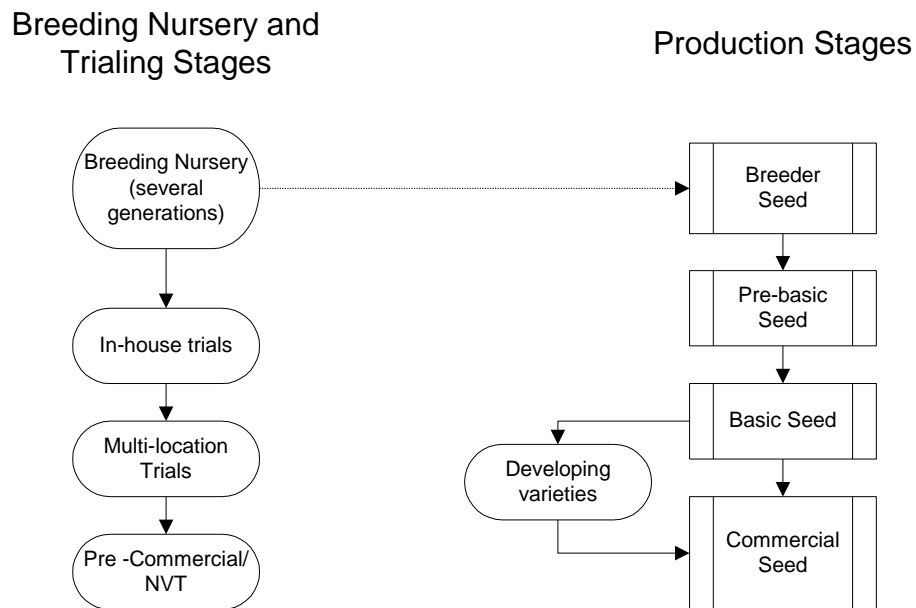 Breeding Nursery and
Trialing Stages
Production Stages
Breeding Nursery
(several
generations)
In-house trials
Multi-location
Trials
Pre -Commercial/
NVT
Breeder
Seed
Pre-basic
Seed
Basic Seed
Developing
varieties
Commercial
Seed